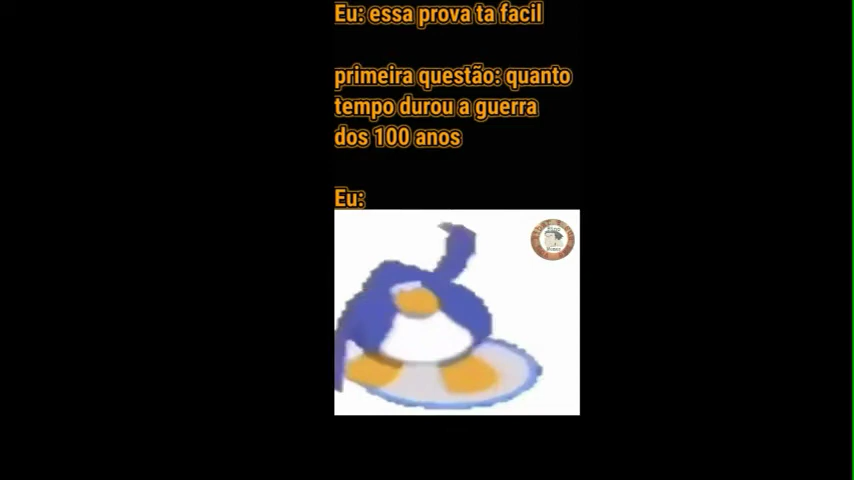 Eu: essa prova ta facil
primeira questão: quanto
tempo durou a guerra
dos 100 anos
Eu: